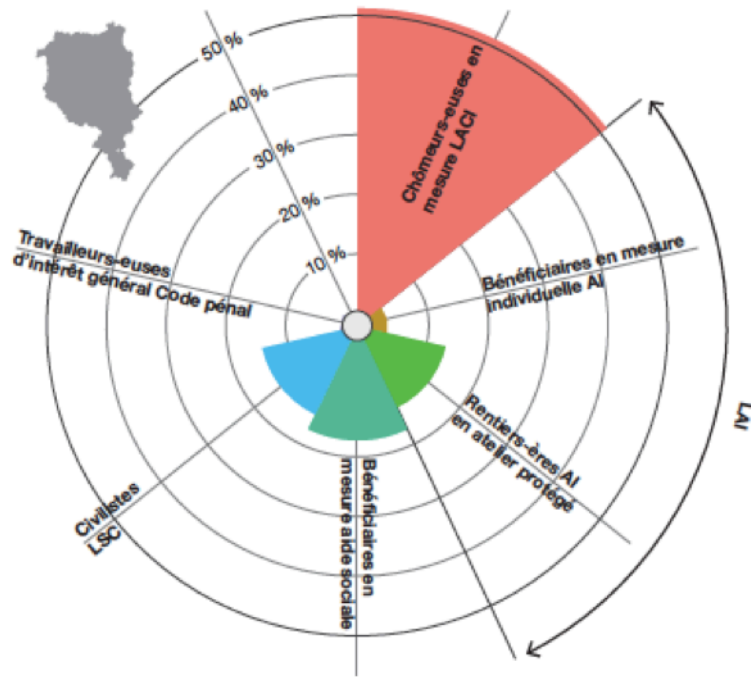 50 %
40 %
30 %
20 %
10 %
Chômeurs-euses en
mesure LACI
Bénéficiaires en mesure
individuelle AI
Rentiers-ères AI
en atelier protégé
LAI
Bénéficiaires en
mesure aide sociale
Civilistes
LSC
Travailleurs-euses
d'intérêt général Code pénal